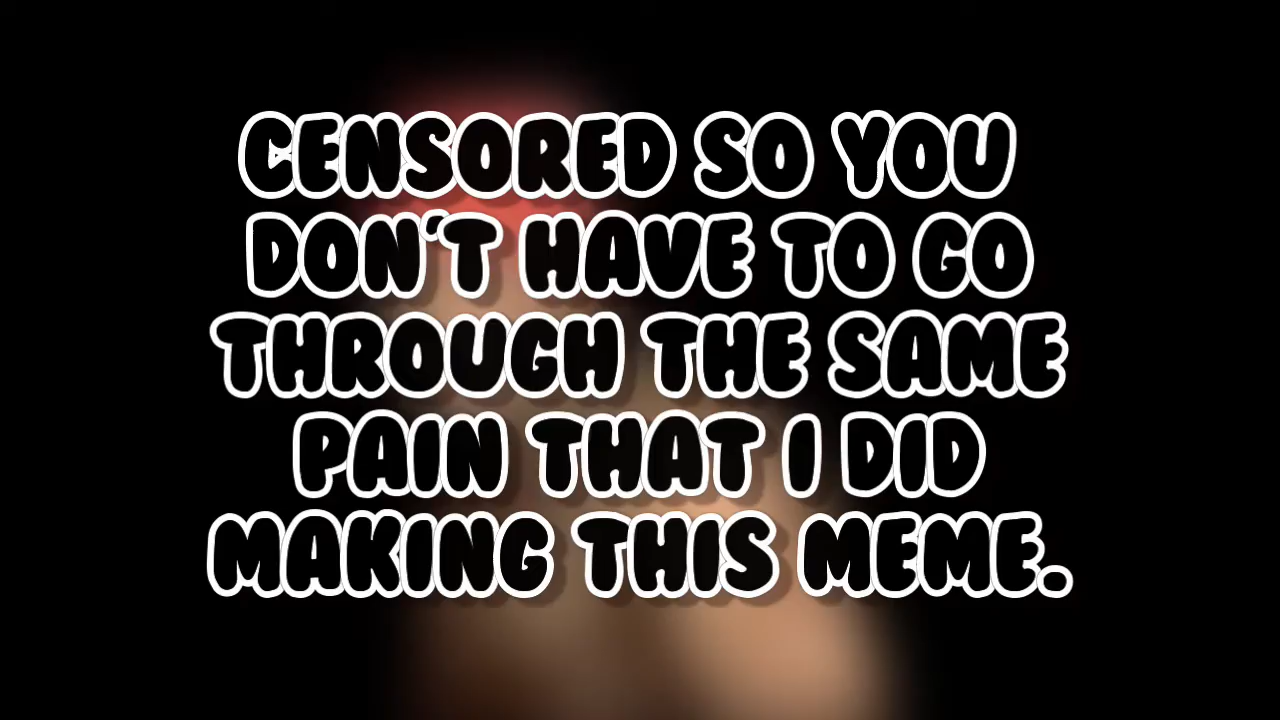 CENSORED SO YOU
DON'T HAVE TO GO
THROUGH THE SAME
PAIN THAT I DID
MAKING THIS MEME.